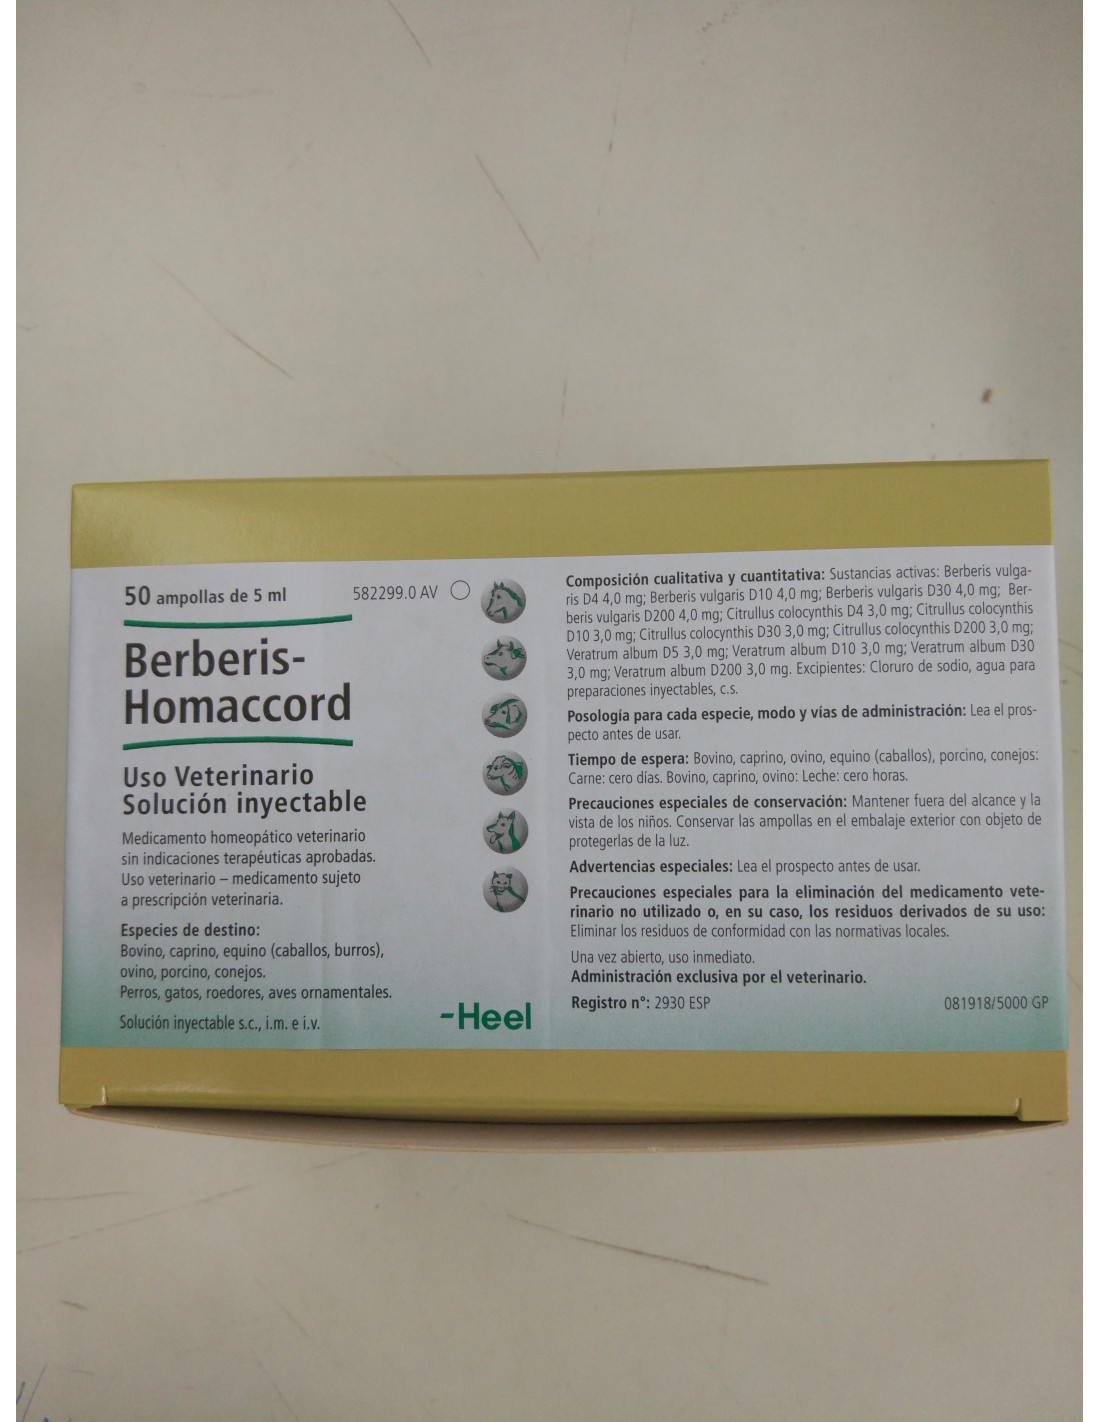 50 ampollas de 5 ml
582299.0 AV
Berberis-
Homaccord
Uso Veterinario
Solución inyectable
Medicamento homeopático veterinario
sin indicaciones terapéuticas aprobadas.
Uso veterinario – medicamento sujeto
a prescripción veterinaria.
Especies de destino:
Bovino, caprino, equino (caballos, burros),
ovino, porcino, conejos.
Perros, gatos, roedores, aves ornamentales.
Solución inyectable s.c., i.m. e i.v.
-Heel
Composición cualitativa y cuantitativa: Sustancias activas: Berberis vulga-
ris D4 4,0 mg; Berberis vulgaris D10 4,0 mg; Berberis vulgaris D30 4,0 mg; Ber-
beris vulgaris D200 4,0 mg; Citrullus colocynthis D4 3,0 mg; Citrullus colocynthis
D10 3,0 mg; Citrullus colocynthis D30 3,0 mg; Citrullus colocynthis D200 3,0 mg;
Veratrum album D5 3,0 mg; Veratrum album D10 3,0 mg; Veratrum album D30
3,0 mg; Veratrum album D200 3,0 mg. Excipientes: Cloruro de sodio, agua para
preparaciones inyectables, c.s.
Posología para cada especie, modo y vías de administración: Lea el pros-
pecto antes de usar.
Tiempo de espera: Bovino, caprino, ovino, equino (caballos), porcino, conejos:
Carne: cero días. Bovino, caprino, ovino: Leche: cero horas.
Precauciones especiales de conservación: Mantener fuera del alcance y la
vista de los niños. Conservar las ampollas en el embalaje exterior con objeto de
protegerlas de la luz.
Advertencias especiales: Lea el prospecto antes de usar.
Precauciones especiales para la eliminación del medicamento vete-
rinario no utilizado o, en su caso, los residuos derivados de su uso:
Eliminar los residuos de conformidad con las normativas locales.
Una vez abierto, uso inmediato.
Administración exclusiva por el veterinario.
Registro nº: 2930 ESP
081918/5000 GP